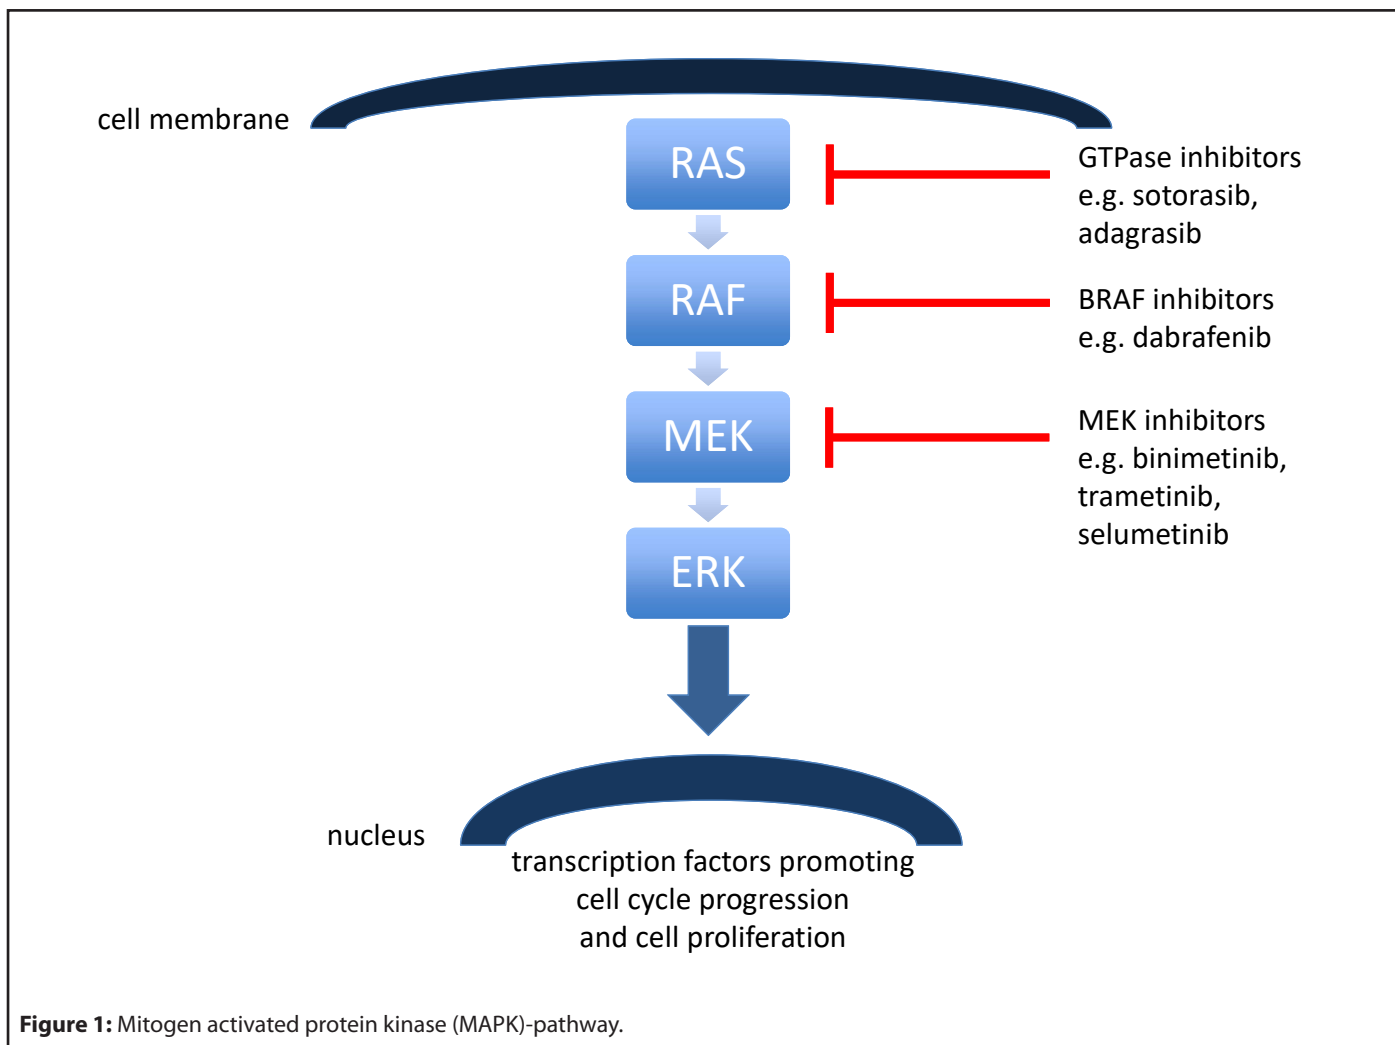 cell membrane
RAS
GTPase inhibitors
e.g. sotorasib,
adagrasib
RAF
BRAF inhibitors
e.g. dabrafenib
MEK
MEK inhibitors
e.g. binimetinib,
trametinib,
selumetinib
ERK
nucleus
transcription factors promoting
cell cycle progression
and cell proliferation
Figure 1: Mitogen activated protein kinase (MAPK)-pathway.